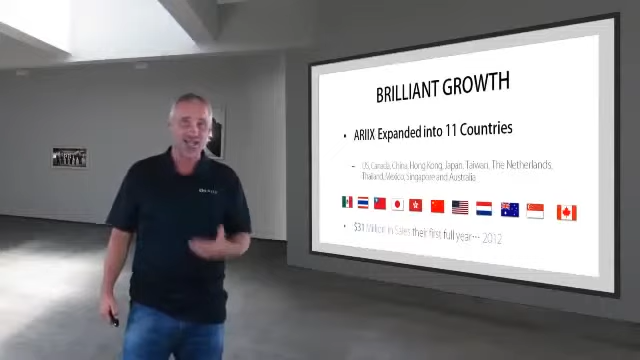 BRILLIANT GROWTH
• ARIIX Expanded into 11 Countries
– US, Canada, China, Hong Kong, Japan, Taiwan, The Netherlands,
Thailand, Mexico, Singapore and Australia
• $31 Million in Sales their first full year… 2012